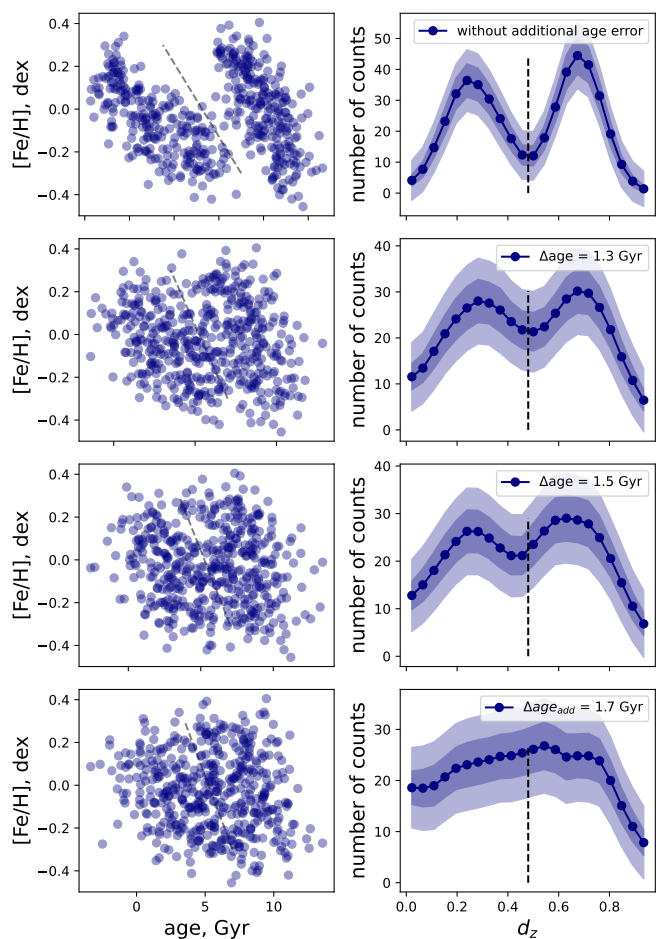 [Fe/H], dex
0.4
0.2
0.0
−0.2
−0.4
number of counts
50
40
30
20
10
0
without additional age error
[Fe/H], dex
0.4
0.2
0.0
−0.2
−0.4
number of counts
40
30
20
10
0
Δage = 1.3 Gyr
[Fe/H], dex
0.4
0.2
0.0
−0.2
−0.4
number of counts
40
30
20
10
0
Δage = 1.5 Gyr
[Fe/H], dex
0.4
0.2
0.0
−0.2
−0.4
0 5 10
age, Gyr
number of counts
30
20
10
0
Δage_add = 1.7 Gyr
0.0 0.2 0.4 0.6 0.8
d_z